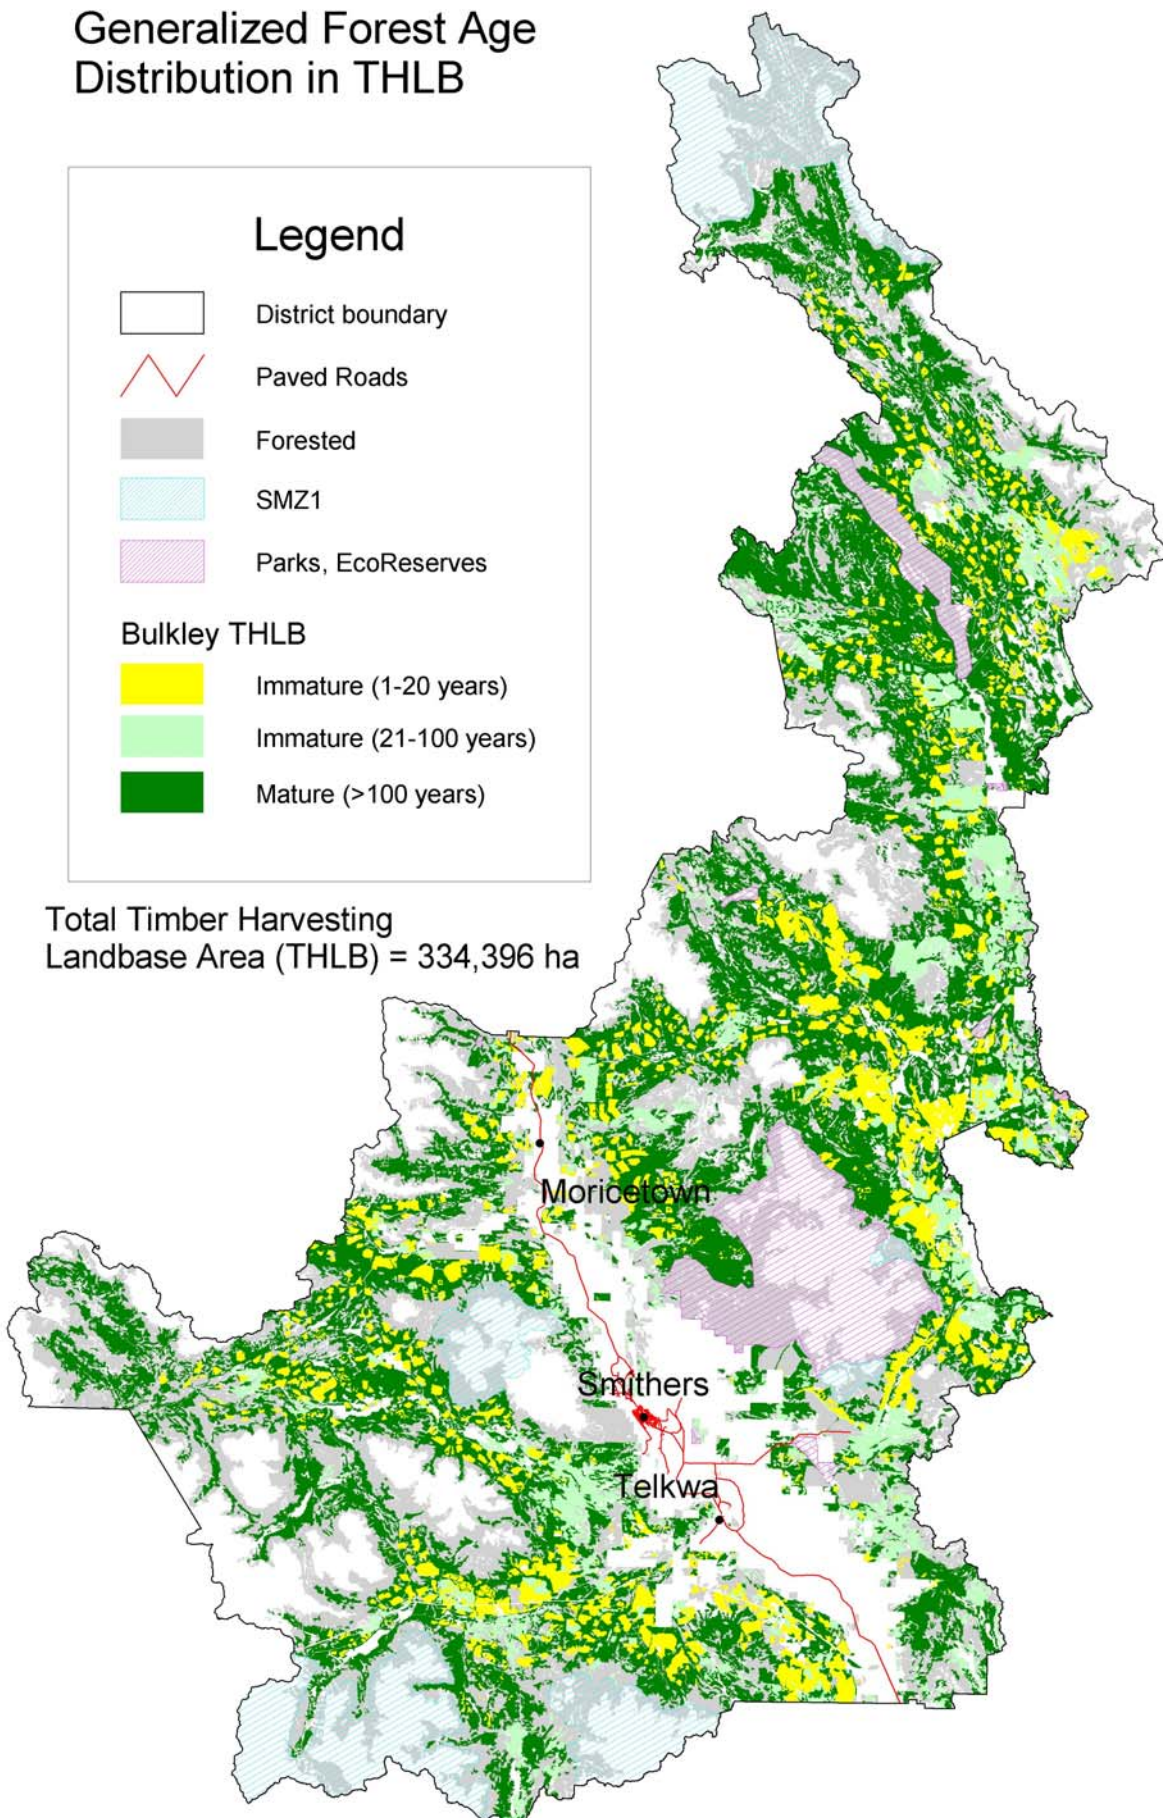 Generalized Forest Age
Distribution in THLB
Legend
District boundary
Paved Roads
Forested
SMZ1
Parks, EcoReserves
Bulkley THLB
Immature (1-20 years)
Immature (21-100 years)
Mature (>100 years)
Total Timber Harvesting
Landbase Area (THLB) = 334,396 ha
Moricetown
Smithers
Telkwa